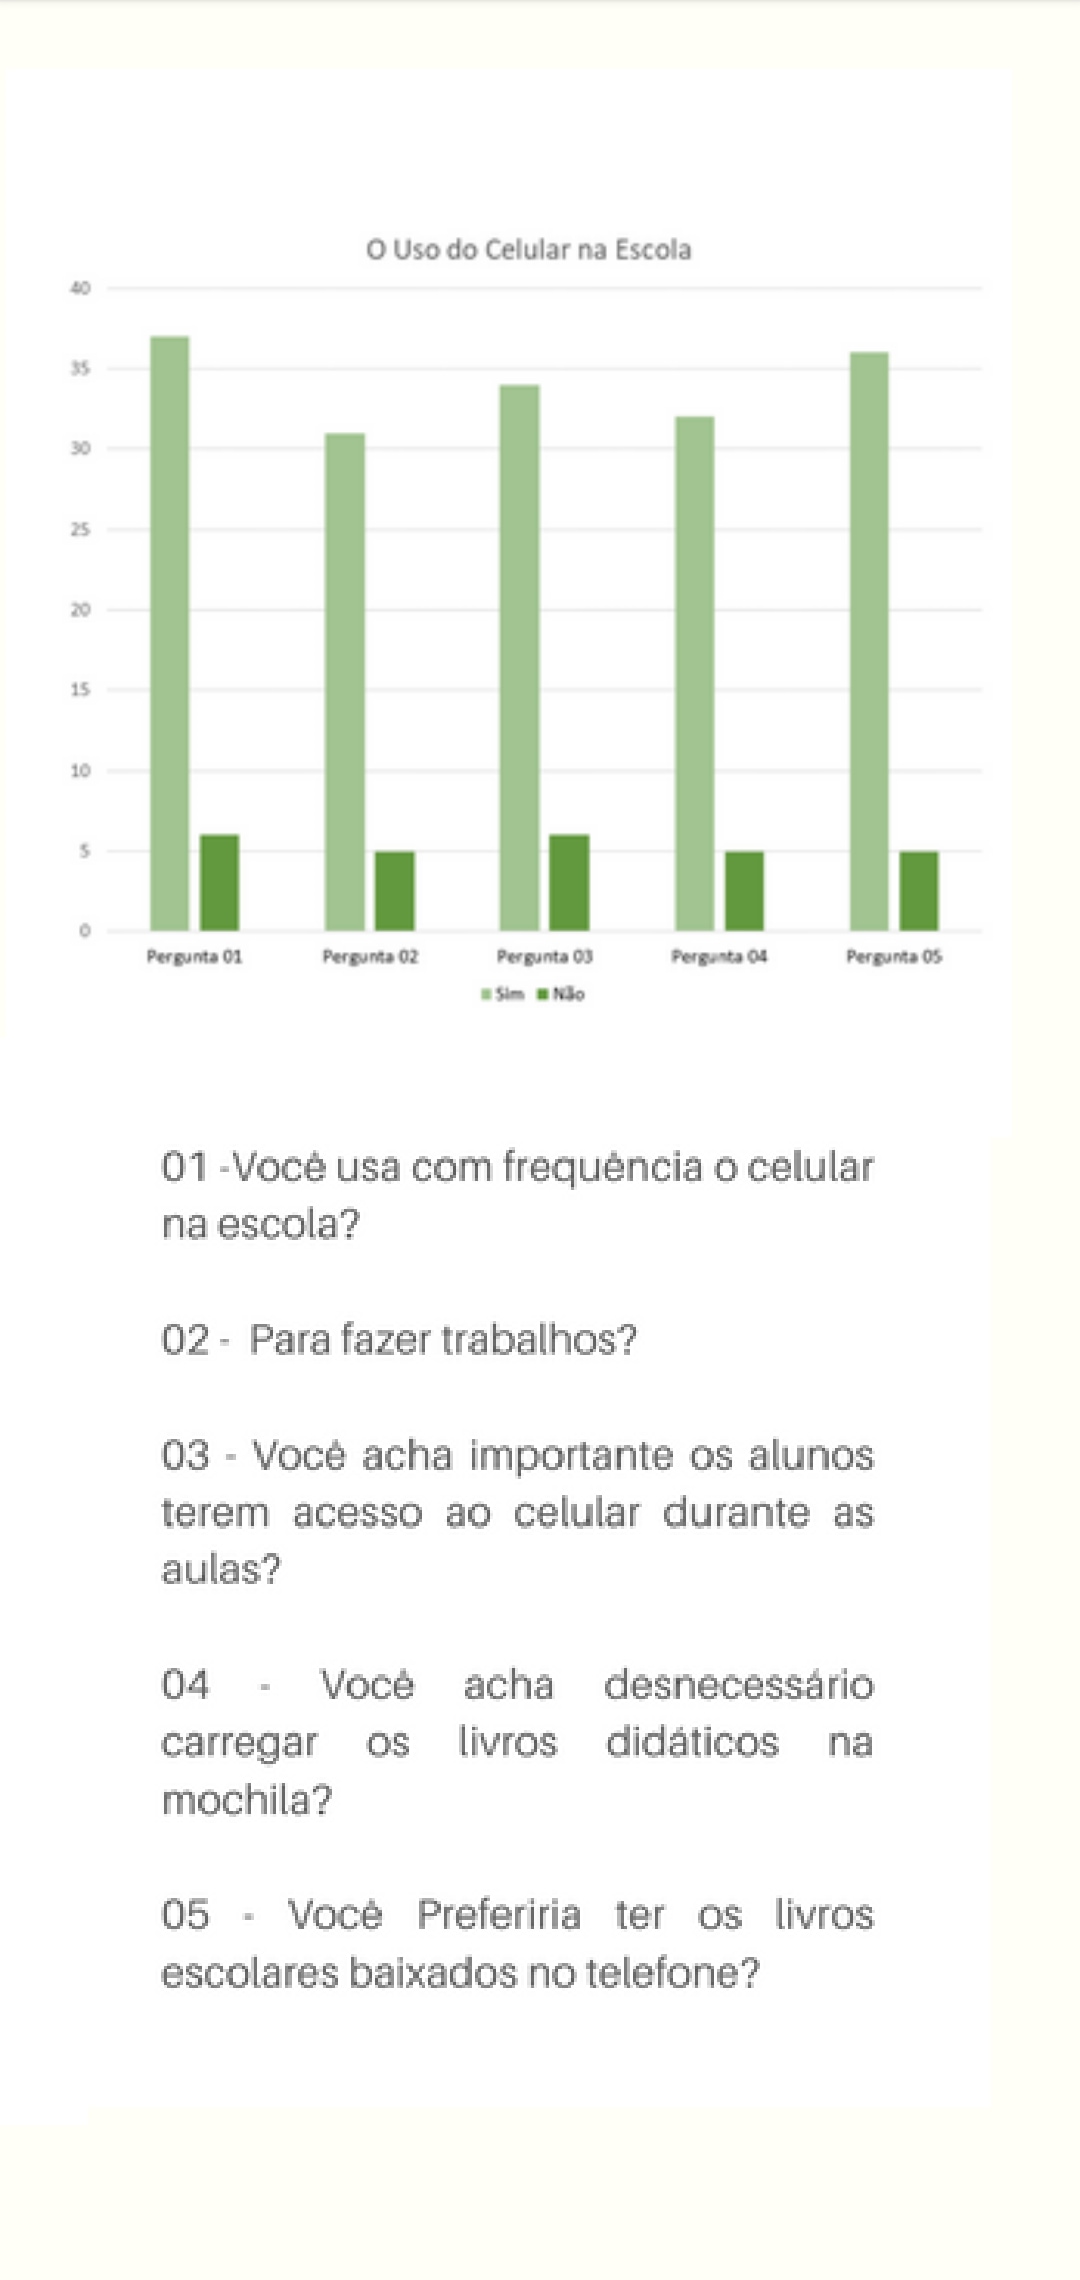 O Uso do Celular na Escola
40
35
30
25
20
15
10
5
0
Pergunta 01 Pergunta 02 Pergunta 03 Pergunta 04 Pergunta 05
Sim Não
01 -Você usa com frequência o celular
na escola?
02 - Para fazer trabalhos?
03 - Você acha importante os alunos
terem acesso ao celular durante as
aulas?
04 - Você acha desnecessário
carregar os livros didáticos na
mochila?
05 - Você Preferiria ter os livros
escolares baixados no telefone?